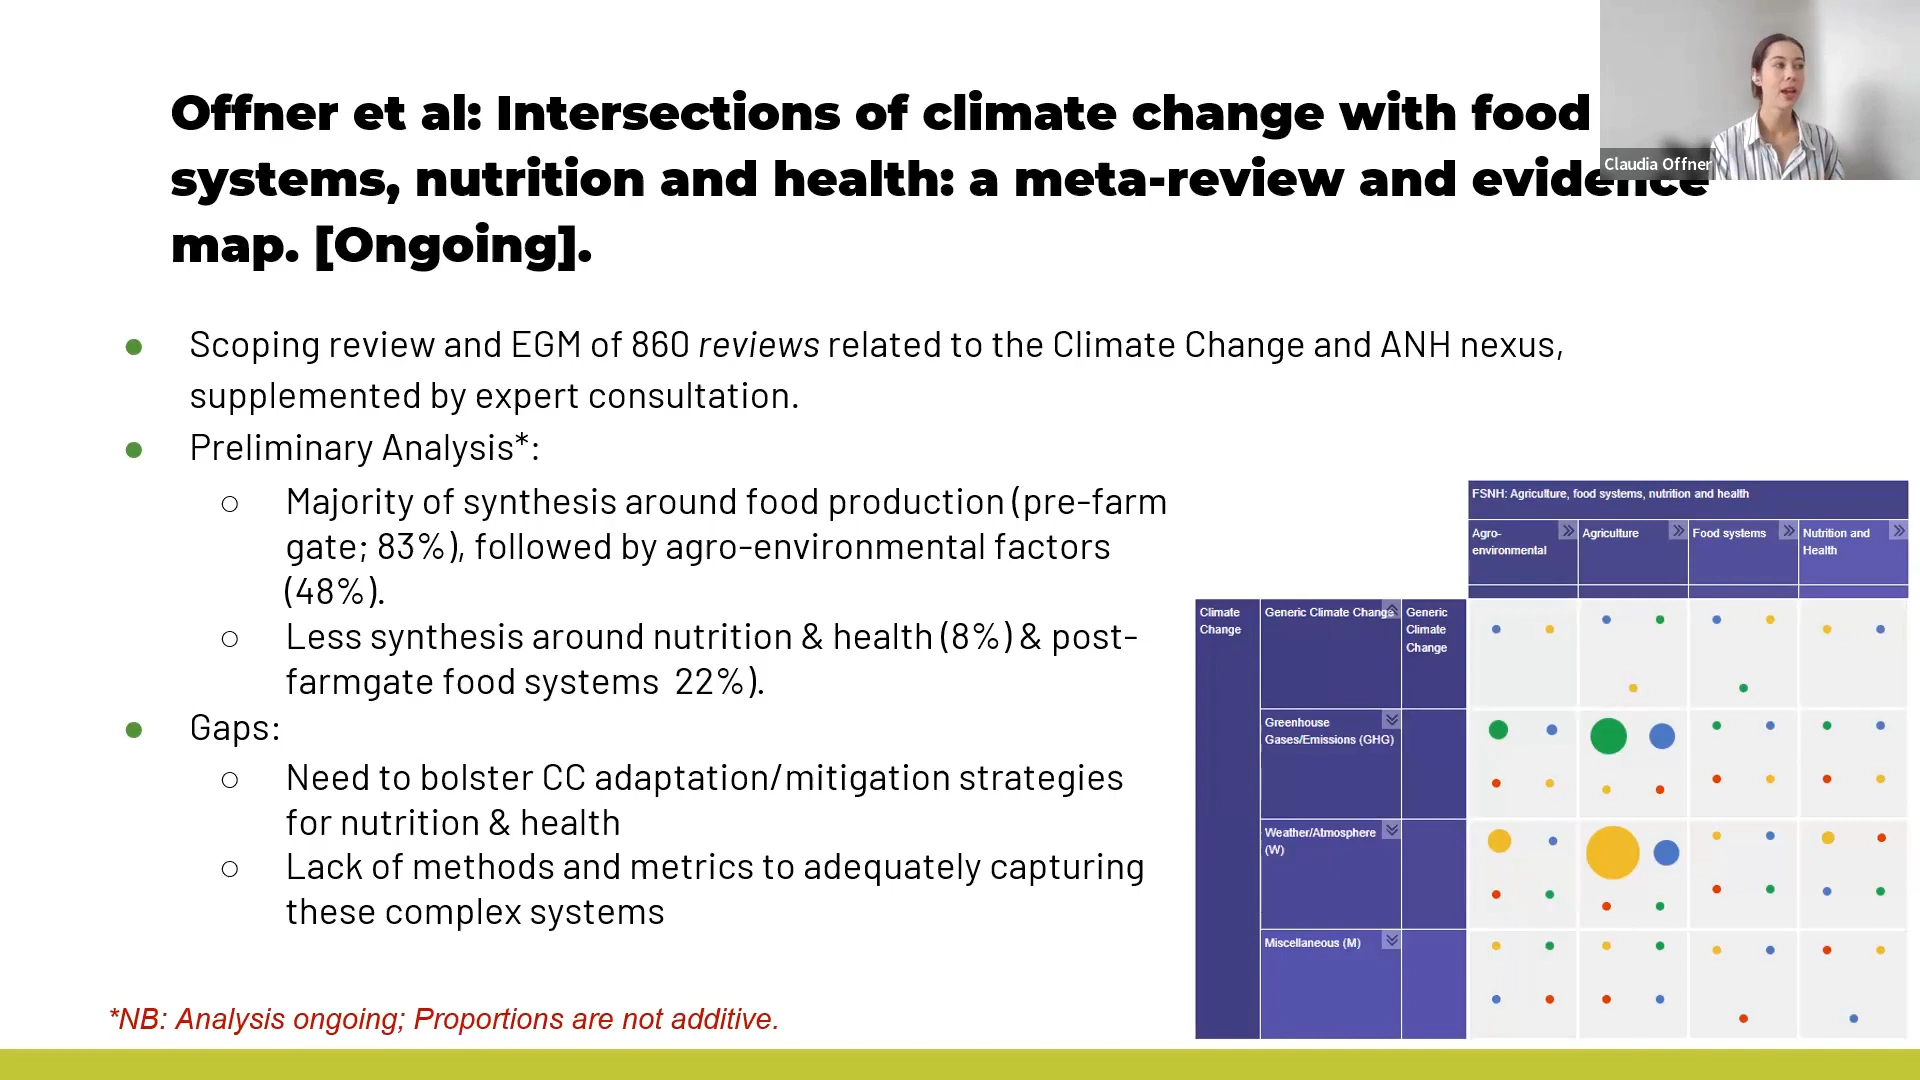 Offner et al: Intersections of climate change with food
systems, nutrition and health: a meta-review and evidence
map. [Ongoing].
Claudia Offner
Scoping review and EGM of 860 reviews related to the Climate Change and ANH nexus,
supplemented by expert consultation.
Preliminary Analysis*:
Majority of synthesis around food production (pre-farm
gate; 83%), followed by agro-environmental factors
(48%).
Less synthesis around nutrition & health (8%) & post-
farmgate food systems  22%).
Gaps:
Need to bolster CC adaptation/mitigation strategies
for nutrition & health
Lack of methods and metrics to adequately capturing
these complex systems
FSNH: Agriculture, food systems, nutrition and health
Agro-
environmental
Agriculture
Food systems
Nutrition and
Health
Climate
Change
Generic Climate Change
Generic
Climate
Change
Greenhouse
Gases/Emissions (GHG)
Weather/Atmosphere
(W)
Miscellaneous (M)
*NB: Analysis ongoing; Proportions are not additive.